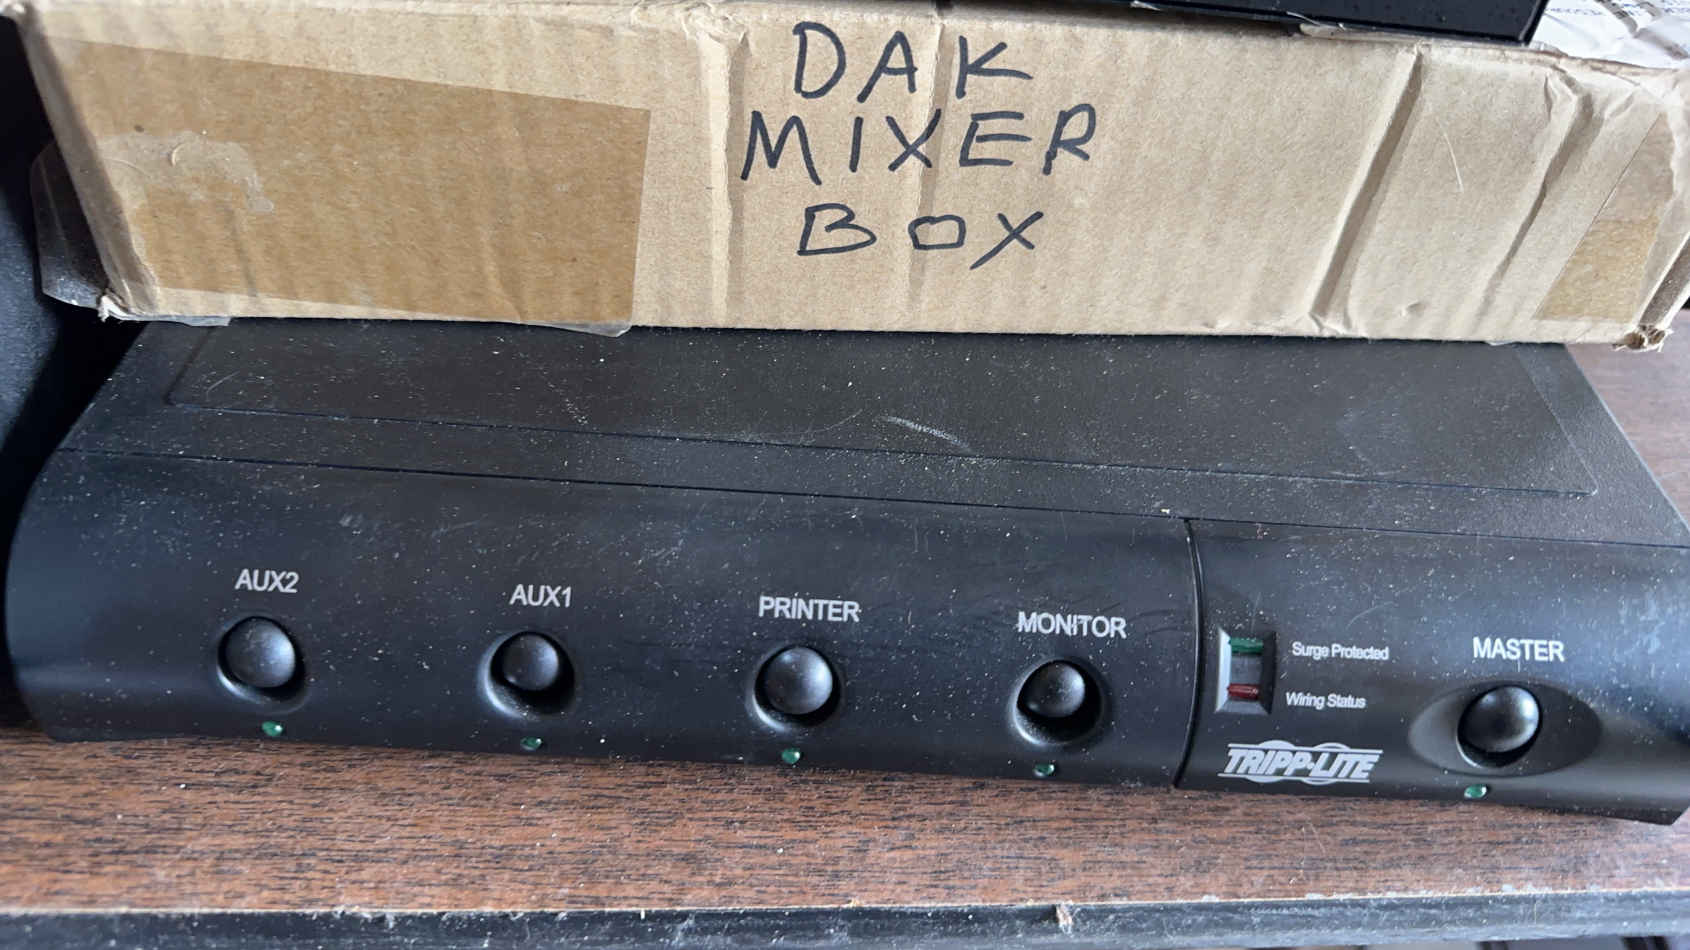 DAK
MIXER
BOX
AUX2
AUX1
PRINTER
MONITOR
Surge Protected
Wiring Status
MASTER
TRIPP·LITE